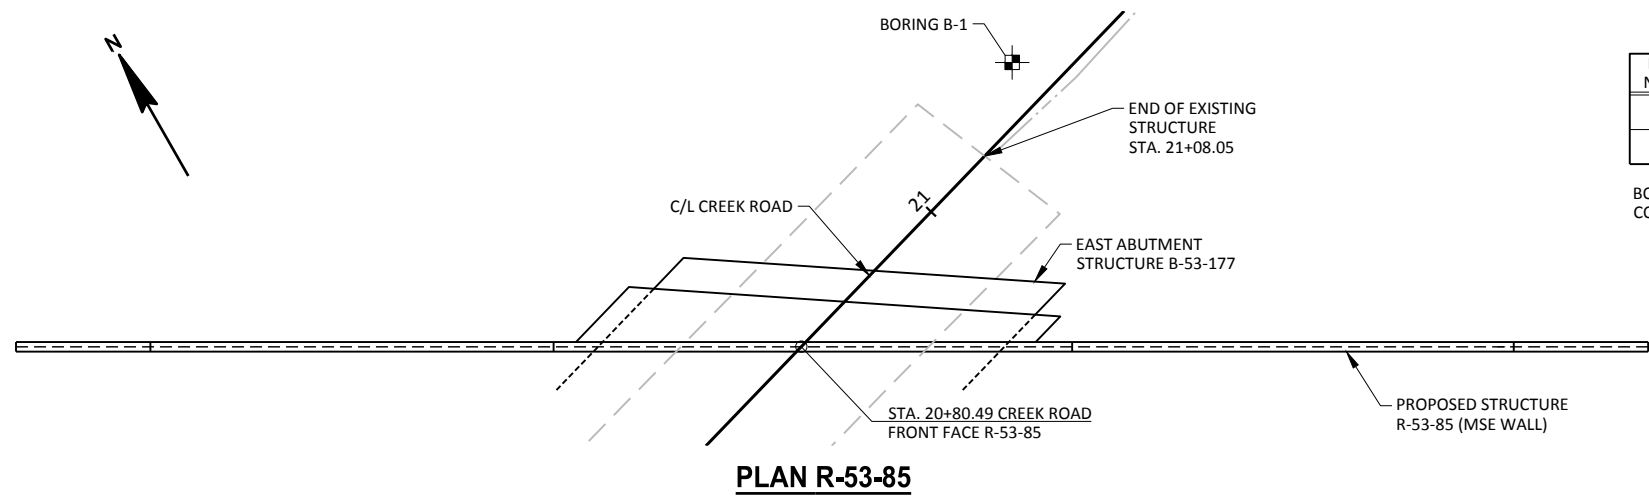 N
BORING B-1
END OF EXISTING
STRUCTURE
STA. 21+08.05
C/L CREEK ROAD
21
EAST ABUTMENT
STRUCTURE B-53-177
STA. 20+80.49 CREEK ROAD
FRONT FACE R-53-85
PROPOSED STRUCTURE
R-53-85 (MSE WALL)
PLAN R-53-85